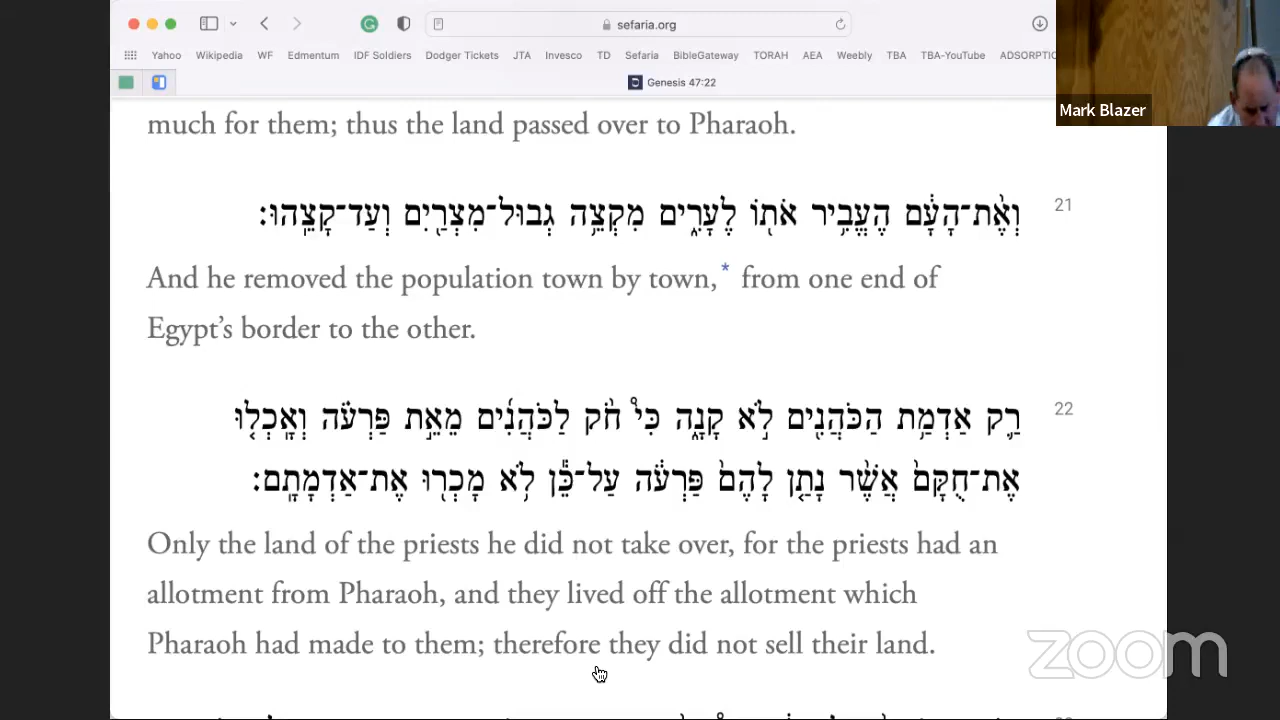 sefaria.org
Yahoo Wikipedia WF Edmentum IDF Soldiers Dodger Tickets JTA Invesco TD Sefaria BibleGateway TORAH AEA Weebly TBA TBA-YouTube ADSORPTIO
Genesis 47:22
Mark Blazer
much for them; thus the land passed over to Pharaoh.
21
וְאֶ֨ת־הָעָ֔ם הֶעֱבִ֥יר אֹת֖וֹ לֶעָרִ֑ים מִקְצֵ֥ה גְבוּל־מִצְרַ֖יִם וְעַד־קָצֵֽהוּ׃
And he removed the population town by town,* from one end of
Egypt’s border to the other.
22
רַ֛ק אַדְמַ֥ת הַכֹּהֲנִ֖ים לֹ֣א קָנָ֑ה כִּי֩ חֹ֨ק לַכֹּהֲנִ֜ים מֵאֵ֣ת פַּרְעֹ֗ה וְאָֽכְל֤וּ
אֶת־חֻקָּם֙ אֲשֶׁ֨ר נָתַ֤ן לָהֶם֙ פַּרְעֹ֔ה עַל־כֵּ֕ן לֹ֥א מָכְר֖וּ אֶת־אַדְמָתָֽם׃
Only the land of the priests he did not take over, for the priests had an
allotment from Pharaoh, and they lived off the allotment which
Pharaoh had made to them; therefore they did not sell their land.
zoom